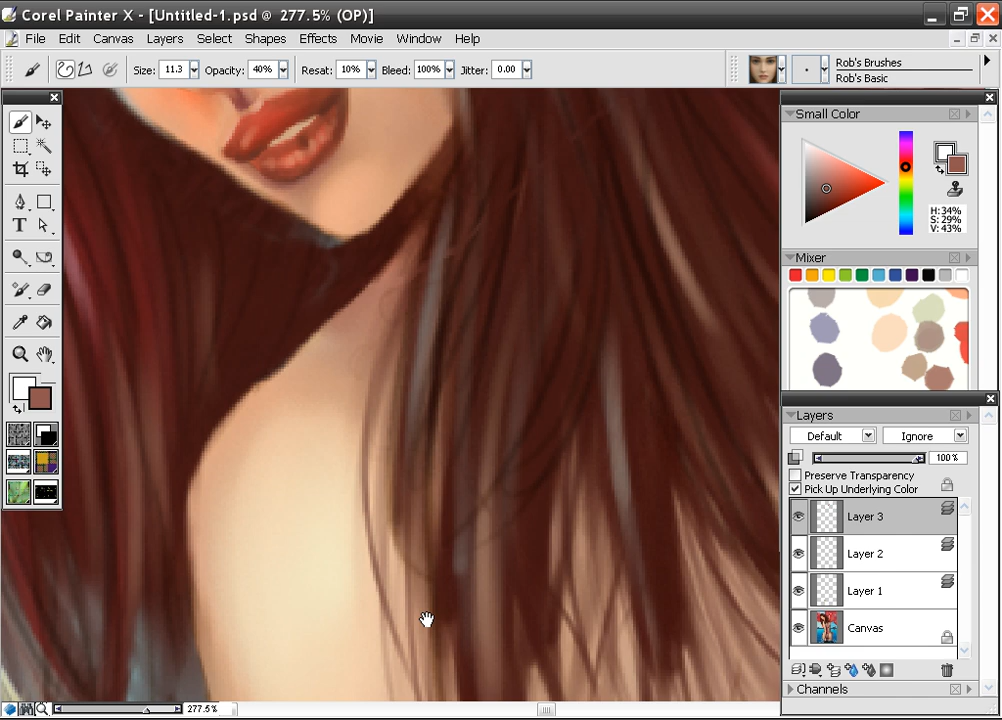 Corel Painter X - [Untitled-1.psd @ 277.5% (OP)]
File Edit Canvas Layers Select Shapes Effects Movie Window Help
Size: 11.3 Opacity: 40% Resat: 10% Bleed: 100% Jitter: 0.00
Rob's Brushes
Rob's Basic
Small Color
H:34%
S: 29%
V: 43%
Mixer
T
Layers
Default Ignore
100%
Preserve Transparency
Pick Up Underlying Color
Layer 3
Layer 2
Layer 1
Canvas
Channels
277.5%